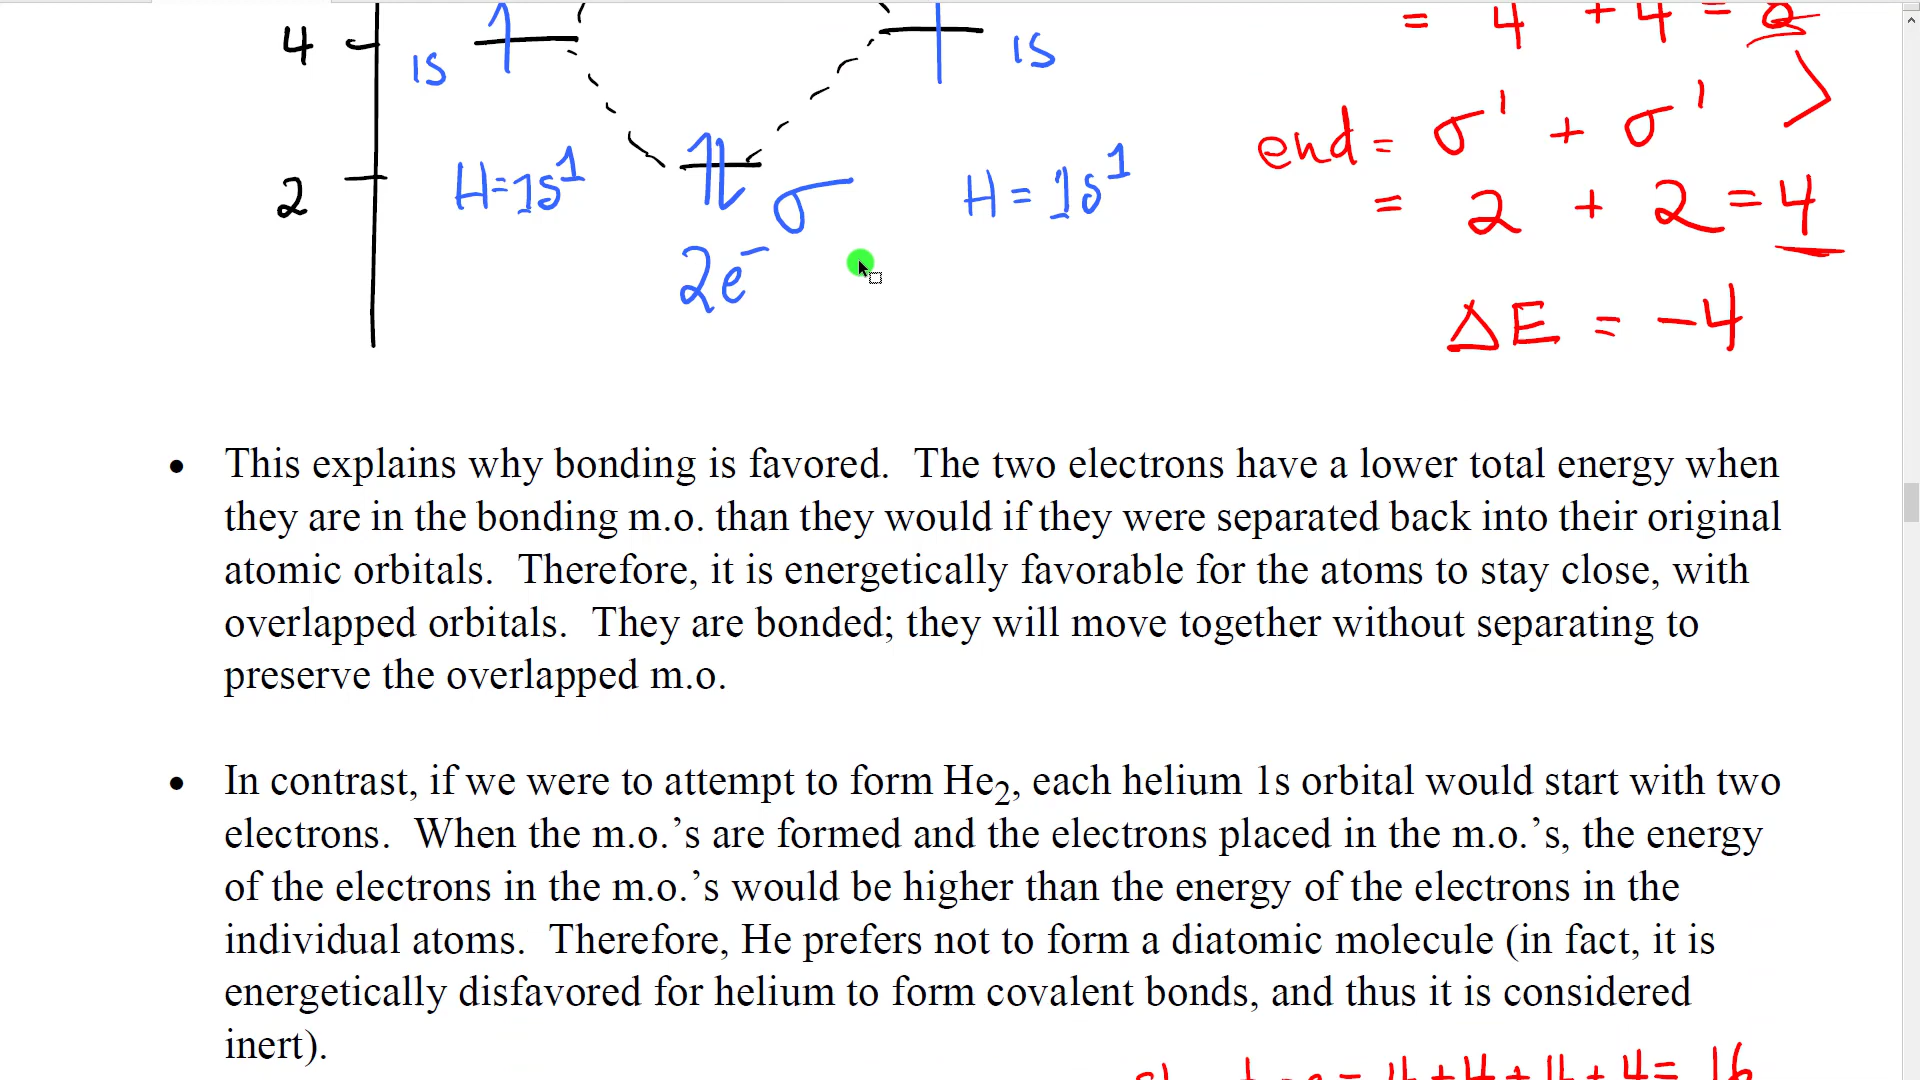 = 4 + 4 = 8
4
1s
1s
end = σ¹ + σ¹
2
H=1s¹
σ
H = 1s¹
= 2 + 2 = 4
2e⁻
ΔE = -4
• This explains why bonding is favored. The two electrons have a lower total energy when
they are in the bonding m.o. than they would if they were separated back into their original
atomic orbitals. Therefore, it is energetically favorable for the atoms to stay close, with
overlapped orbitals. They are bonded; they will move together without separating to
preserve the overlapped m.o.
• In contrast, if we were to attempt to form He₂, each helium 1s orbital would start with two
electrons. When the m.o.’s are formed and the electrons placed in the m.o.’s, the energy
of the electrons in the m.o.’s would be higher than the energy of the electrons in the
individual atoms. Therefore, He prefers not to form a diatomic molecule (in fact, it is
energetically disfavored for helium to form covalent bonds, and thus it is considered
inert).
= 4+4+4+4= 16